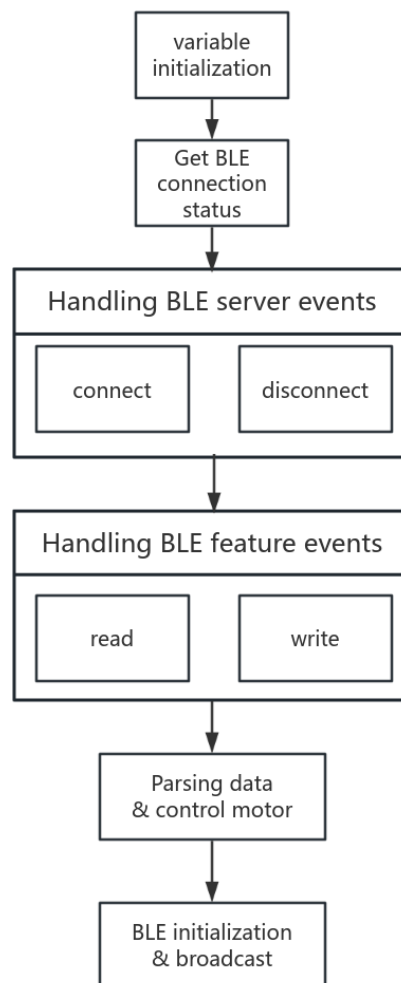 variable
initialization
Get BLE
connection
status
Handling BLE server events
connect
disconnect
Handling BLE feature events
read
write
Parsing data
& control motor
BLE initialization
& broadcast